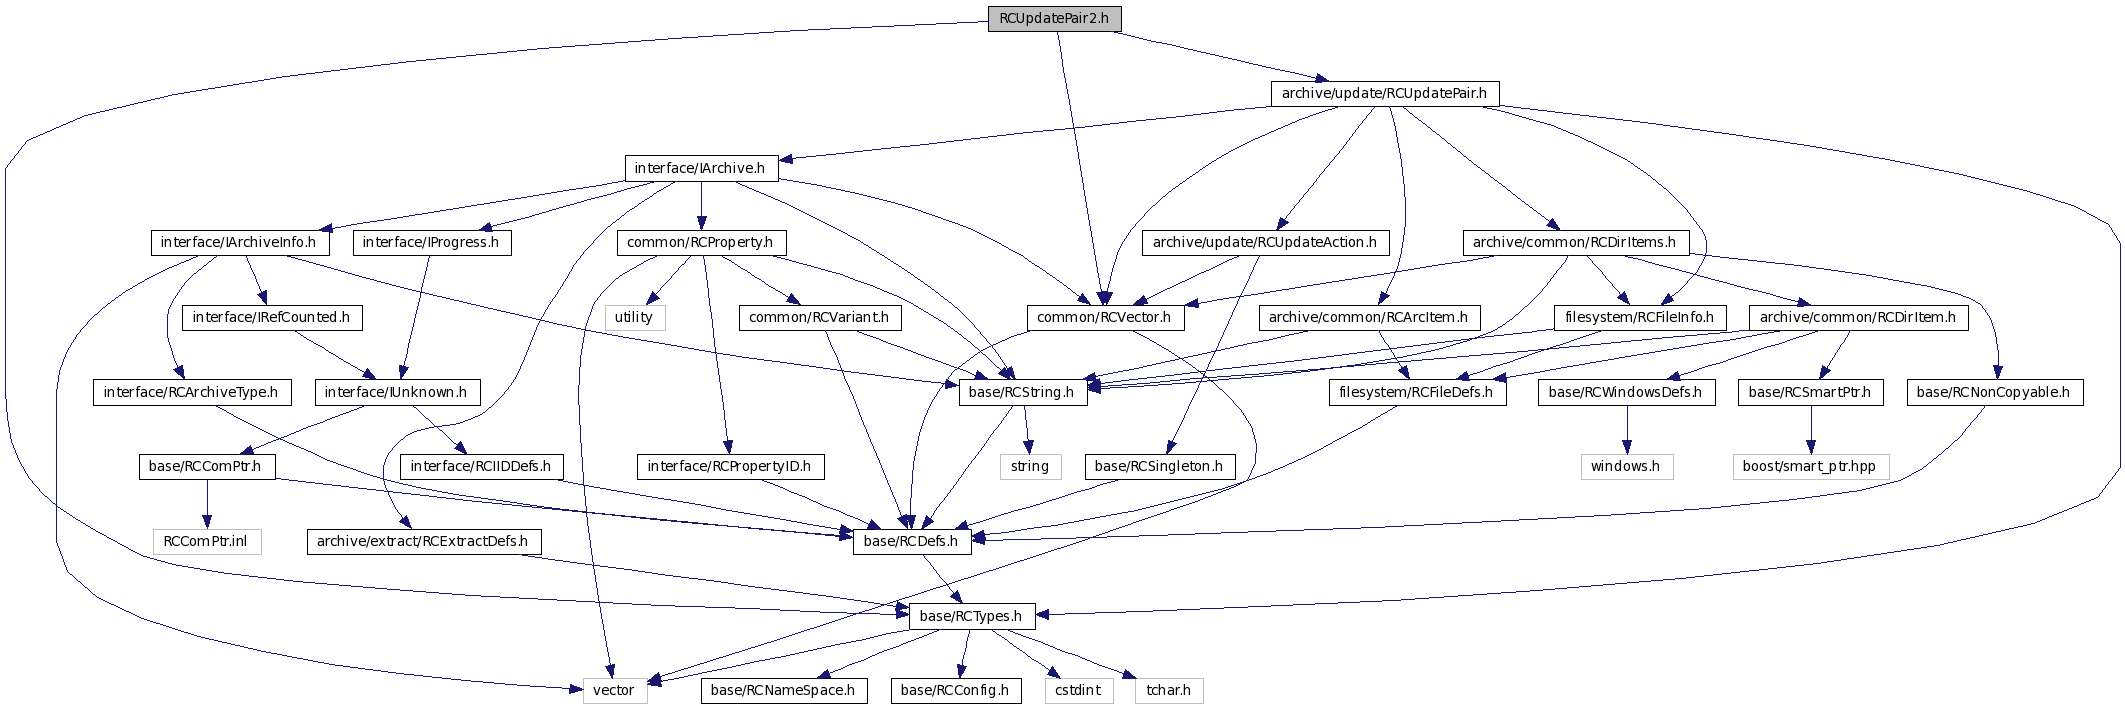 RCUpdatePair2.h
archive/update/RCUpdatePair.h
interface/IArchive.h
interface/IArchiveInfo.h
interface/IProgress.h
common/RCProperty.h
archive/update/RCUpdateAction.h
archive/common/RCDirItems.h
interface/IRefCounted.h
utility
common/RCVariant.h
common/RCVector.h
archive/common/RCArcItem.h
filesystem/RCFileInfo.h
archive/common/RCDirItem.h
interface/RCArchiveType.h
interface/IUnknown.h
base/RCString.h
filesystem/RCFileDefs.h
base/RCWindowsDefs.h
base/RCSmartPtr.h
base/RCNonCopyable.h
base/RCComPtr.h
interface/RCIIDDefs.h
interface/RCPropertyID.h
string
base/RCSingleton.h
windows.h
boost/smart_ptr.hpp
RCComPtr.inl
archive/extract/RCExtractDefs.h
base/RCDefs.h
base/RCTypes.h
vector
base/RCNameSpace.h
base/RCConfig.h
cstdint
tchar.h